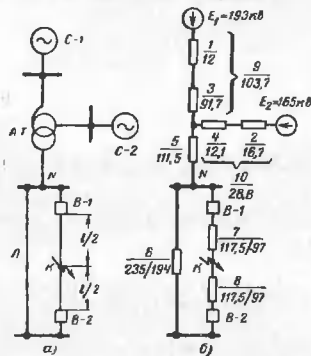 С-1
АТ
С-2
N
В-1
Л
l/2
К
l/2
В-2
а)
E₁=193кв
1/12
9/103,7
3/91,7
E₂=165кв
5/111,5
4/12,1
2/16,7
10/28,8
N
В-1
6/235/194
7/117,5/97
К
8/117,5/97
В-2
б)